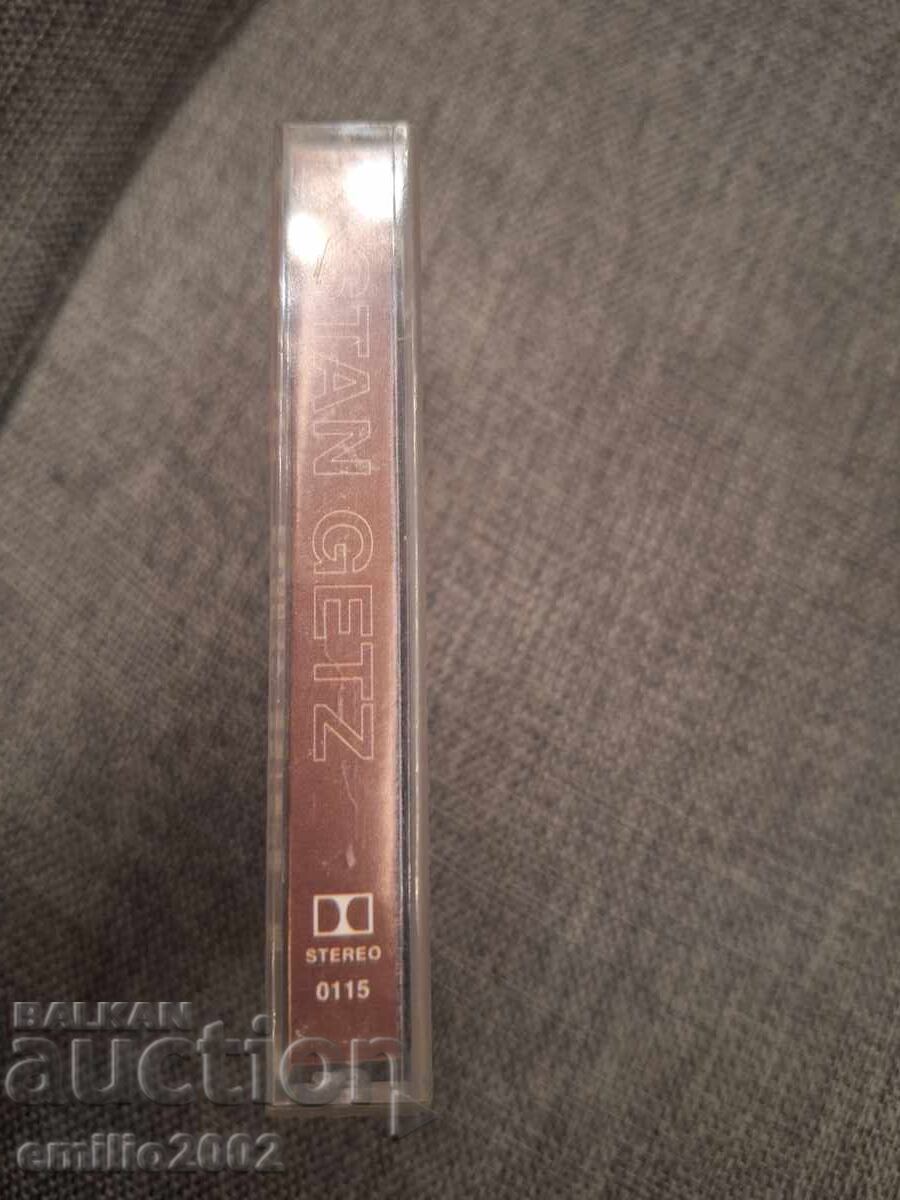 STAN GETZ
STEREO
0115
BALKAN
auction
emilio2002